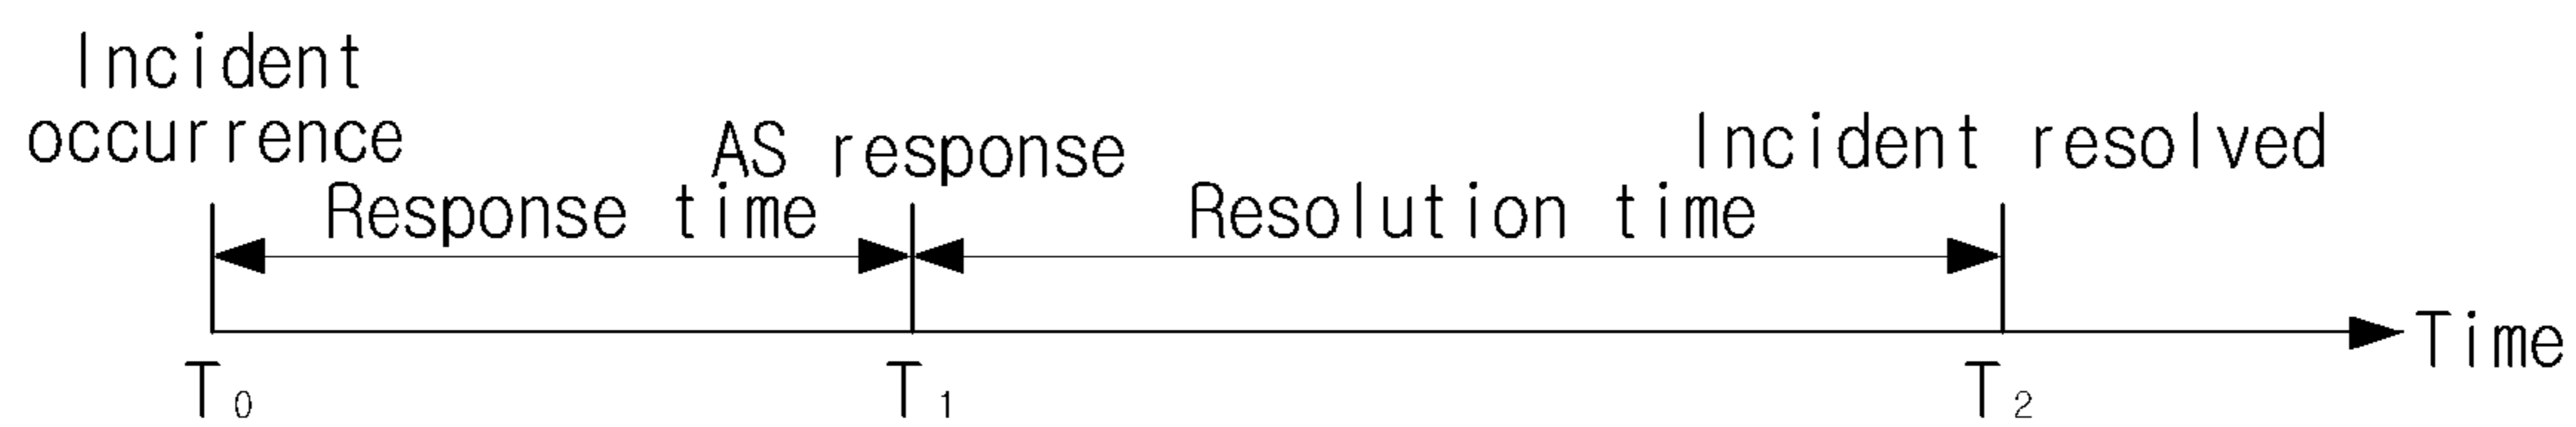 Incident
occurrence
AS response
Incident resolved
Response time
Resolution time
Time
T0
T1
T2